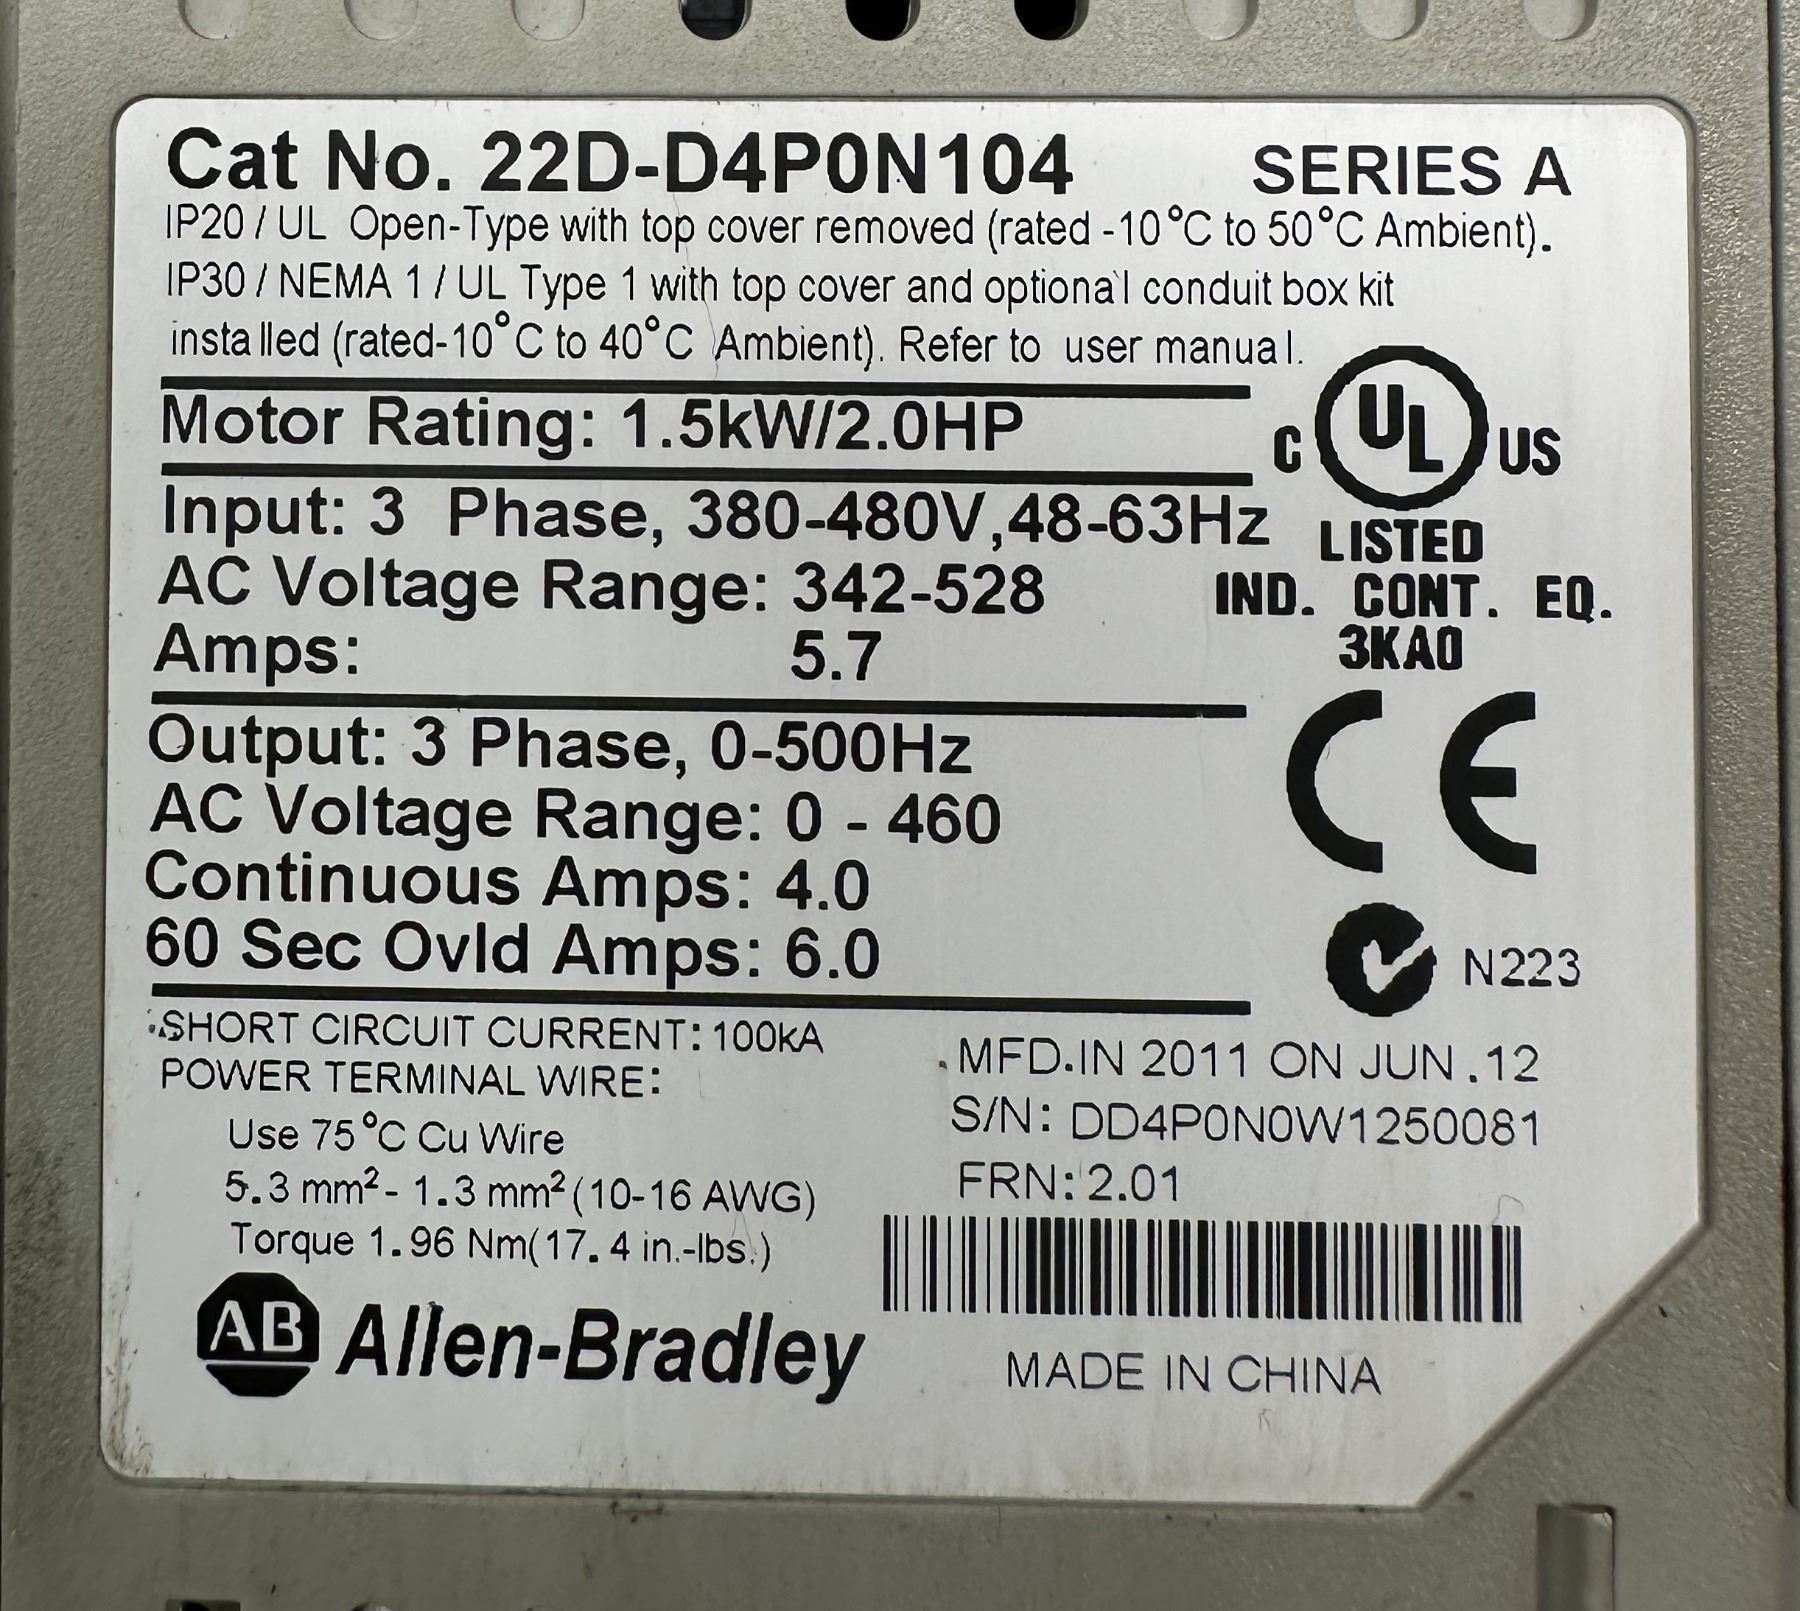 Cat No. 22D-D4P0N104 SERIES A
IP20 / UL Open-Type with top cover removed (rated -10°C to 50°C Ambient).
IP30 / NEMA 1 / UL Type 1 with top cover and optional conduit box kit
installed (rated-10°C to 40°C Ambient). Refer to user manual.
Motor Rating: 1.5kW/2.0HP
C UL US
LISTED
IND. CONT. EQ.
3KA0
Input: 3 Phase, 380-480V,48-63Hz
AC Voltage Range: 342-528
Amps: 5.7
Output: 3 Phase, 0-500Hz
AC Voltage Range: 0 - 460
Continuous Amps: 4.0
60 Sec Ovld Amps: 6.0
CE
N223
SHORT CIRCUIT CURRENT: 100kA
POWER TERMINAL WIRE:
Use 75°C Cu Wire
5.3 mm² - 1.3 mm² (10-16 AWG)
Torque 1.96 Nm(17.4 in.-lbs.)
MFD.IN 2011 ON JUN.12
S/N: DD4P0N0W1250081
FRN: 2.01
AB Allen-Bradley
MADE IN CHINA